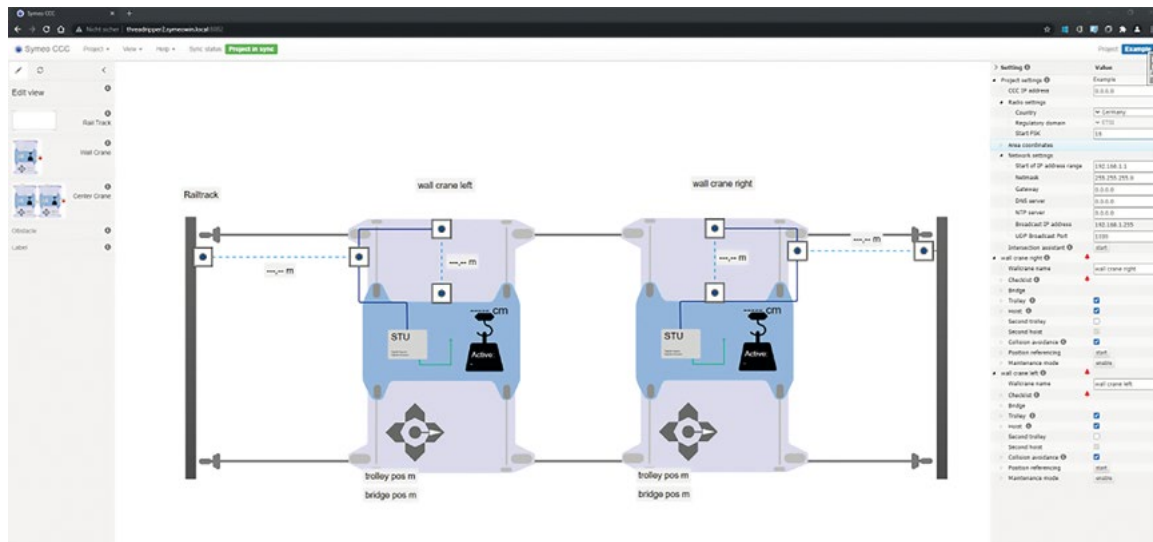 Symeo CCC
Nicht sicher | threadripper2.symeowin.local:8082
Symeo CCC Project View Help Sync status Project in sync Project Example
Edit view
Rail Track
Wall Crane
Center Crane
Obstacle
Label
Railtrack
wall crane left
wall crane right
---,-- m
---,-- m
---,-- m
---,-- m
STU
cm
Active:
STU
cm
Active:
trolley pos m
bridge pos m
trolley pos m
bridge pos m
Setting Value
Project settings Example
CCC IP address 0.0.0.0
Radio settings
Country Germany
Regulatory domain ETSI
Start FSK
Area coordinates
Network settings
Start of IP address range 192.168.1.1
Netmask
Gateway 0.0.0.0
DNS server 0.0.0.0
NTP server 0.0.0.0
Broadcast IP address 192.168.1.255
UDP Broadcast Port
Intersection assistant start
wall crane right
Wallcrane name wall crane right
Checklist
Bridge
Trolley
Hoist
Second trolley
Second hoist
Collision avoidance
Position referencing start
Maintenance mode enable
wall crane left
Wallcrane name wall crane left
Checklist
Bridge
Trolley
Hoist
Second trolley
Second hoist
Collision avoidance
Position referencing start
Maintenance mode enable